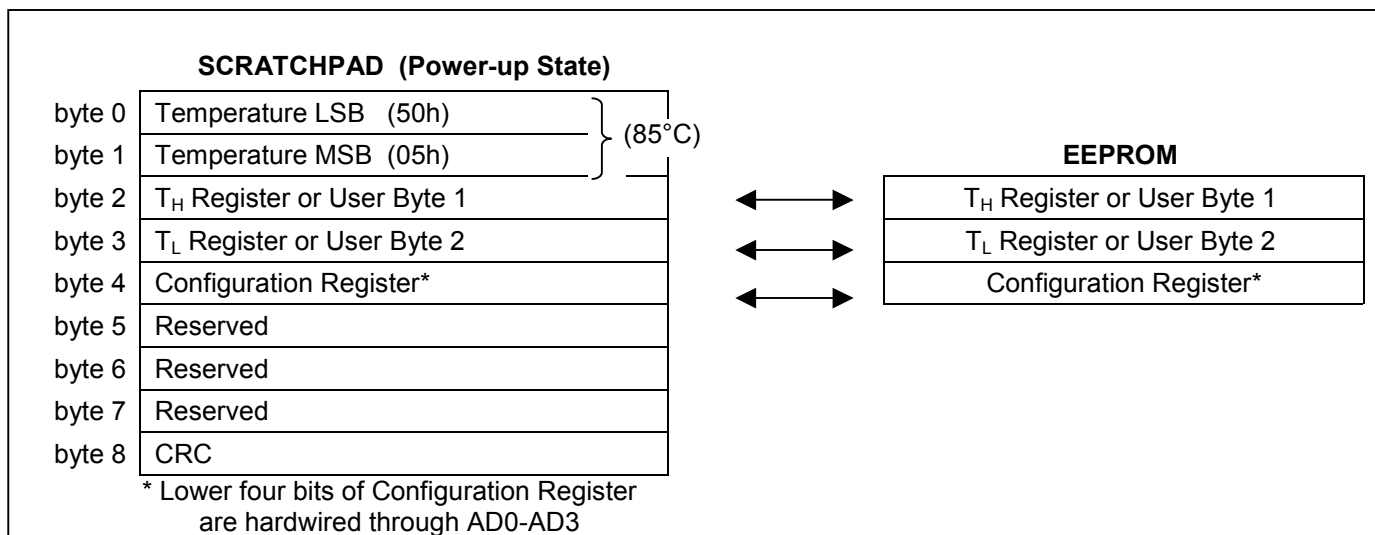 SCRATCHPAD (Power-up State)
byte 0 Temperature LSB (50h)
(85°C)
byte 1 Temperature MSB (05h)
EEPROM
byte 2 TH Register or User Byte 1 TH Register or User Byte 1
byte 3 TL Register or User Byte 2 TL Register or User Byte 2
byte 4 Configuration Register* Configuration Register*
byte 5 Reserved
byte 6 Reserved
byte 7 Reserved
byte 8 CRC
* Lower four bits of Configuration Register
are hardwired through AD0-AD3